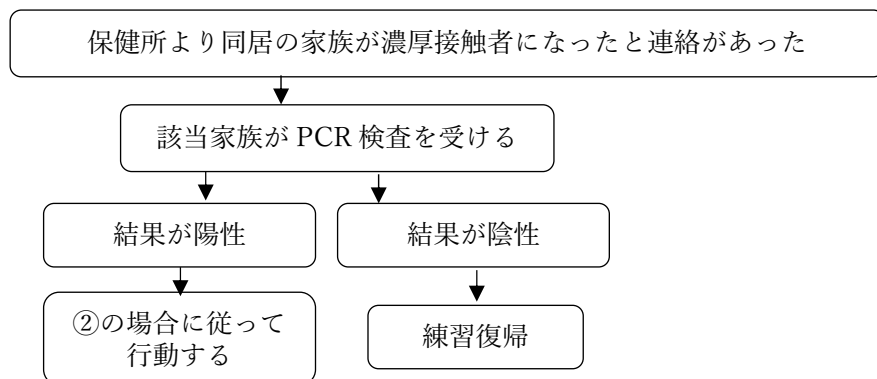 保健所より同居の家族が濃厚接触者になったと連絡があった
該当家族が PCR 検査を受ける
結果が陽性
結果が陰性
②の場合に従って
行動する
練習復帰